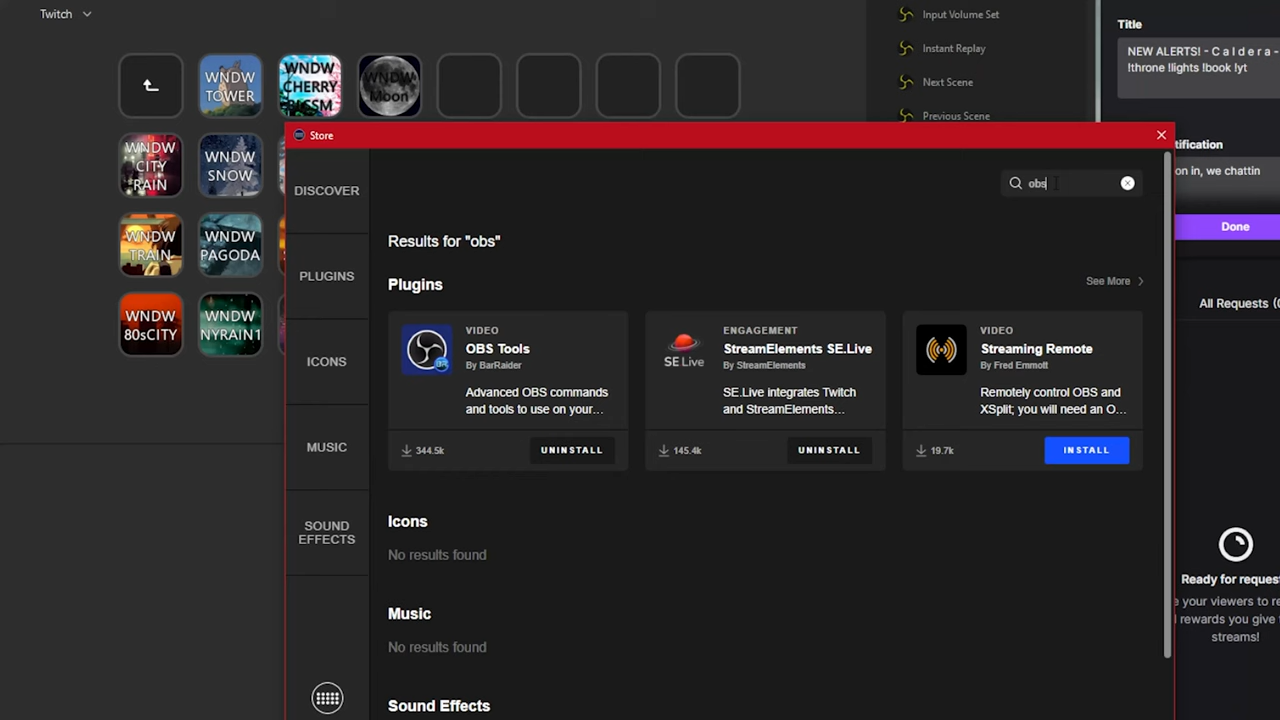 Twitch
WNDW
TOWER
WNDW
CHERRY
BLSSM
WNDW
Moon
WNDW
CITY
RAIN
WNDW
SNOW
WNDW
TRAIN
WNDW
PAGODA
WNDW
80sCITY
WNDW
NYRAIN1
Input Volume Set
Instant Replay
Next Scene
Previous Scene
Title
NEW ALERTS! - C a l d e r a -
!throne !lights !book !yt
tification
on in, we chattin
Done
All Requests (
Ready for reques
e your viewers to re
l rewards you give
streams!
Store
DISCOVER
PLUGINS
ICONS
MUSIC
SOUND
EFFECTS
obs
Results for "obs"
Plugins
See More
VIDEO
OBS Tools
By BarRaider
Advanced OBS commands
and tools to use on your...
344.5k
UNINSTALL
SE.Live
ENGAGEMENT
StreamElements SE.Live
By StreamElements
SE.Live integrates Twitch
and StreamElements...
145.4k
UNINSTALL
VIDEO
Streaming Remote
By Fred Emmott
Remotely control OBS and
XSplit; you will need an O...
19.7k
INSTALL
Icons
No results found
Music
No results found
Sound Effects